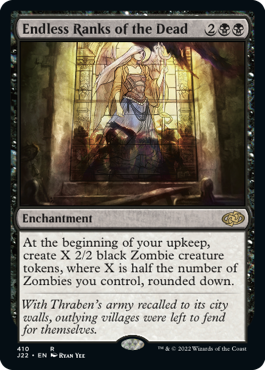 Endless Ranks of the Dead 2
Enchantment
At the beginning of your upkeep,
create X 2/2 black Zombie creature
tokens, where X is half the number of
Zombies you control, rounded down.
With Thraben's army recalled to its city
walls, outlying villages were left to fend
for themselves.
410 R
J22 • EN Ryan Yee
™ & © 2022 Wizards of the Coast